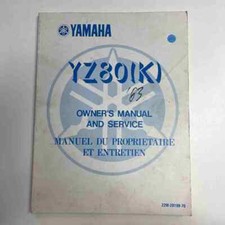 YAMAHA
YZ80(K)
'83
OWNER'S MANUAL
AND SERVICE
MANUEL DU PROPRIETAIRE
ET ENTRETIEN